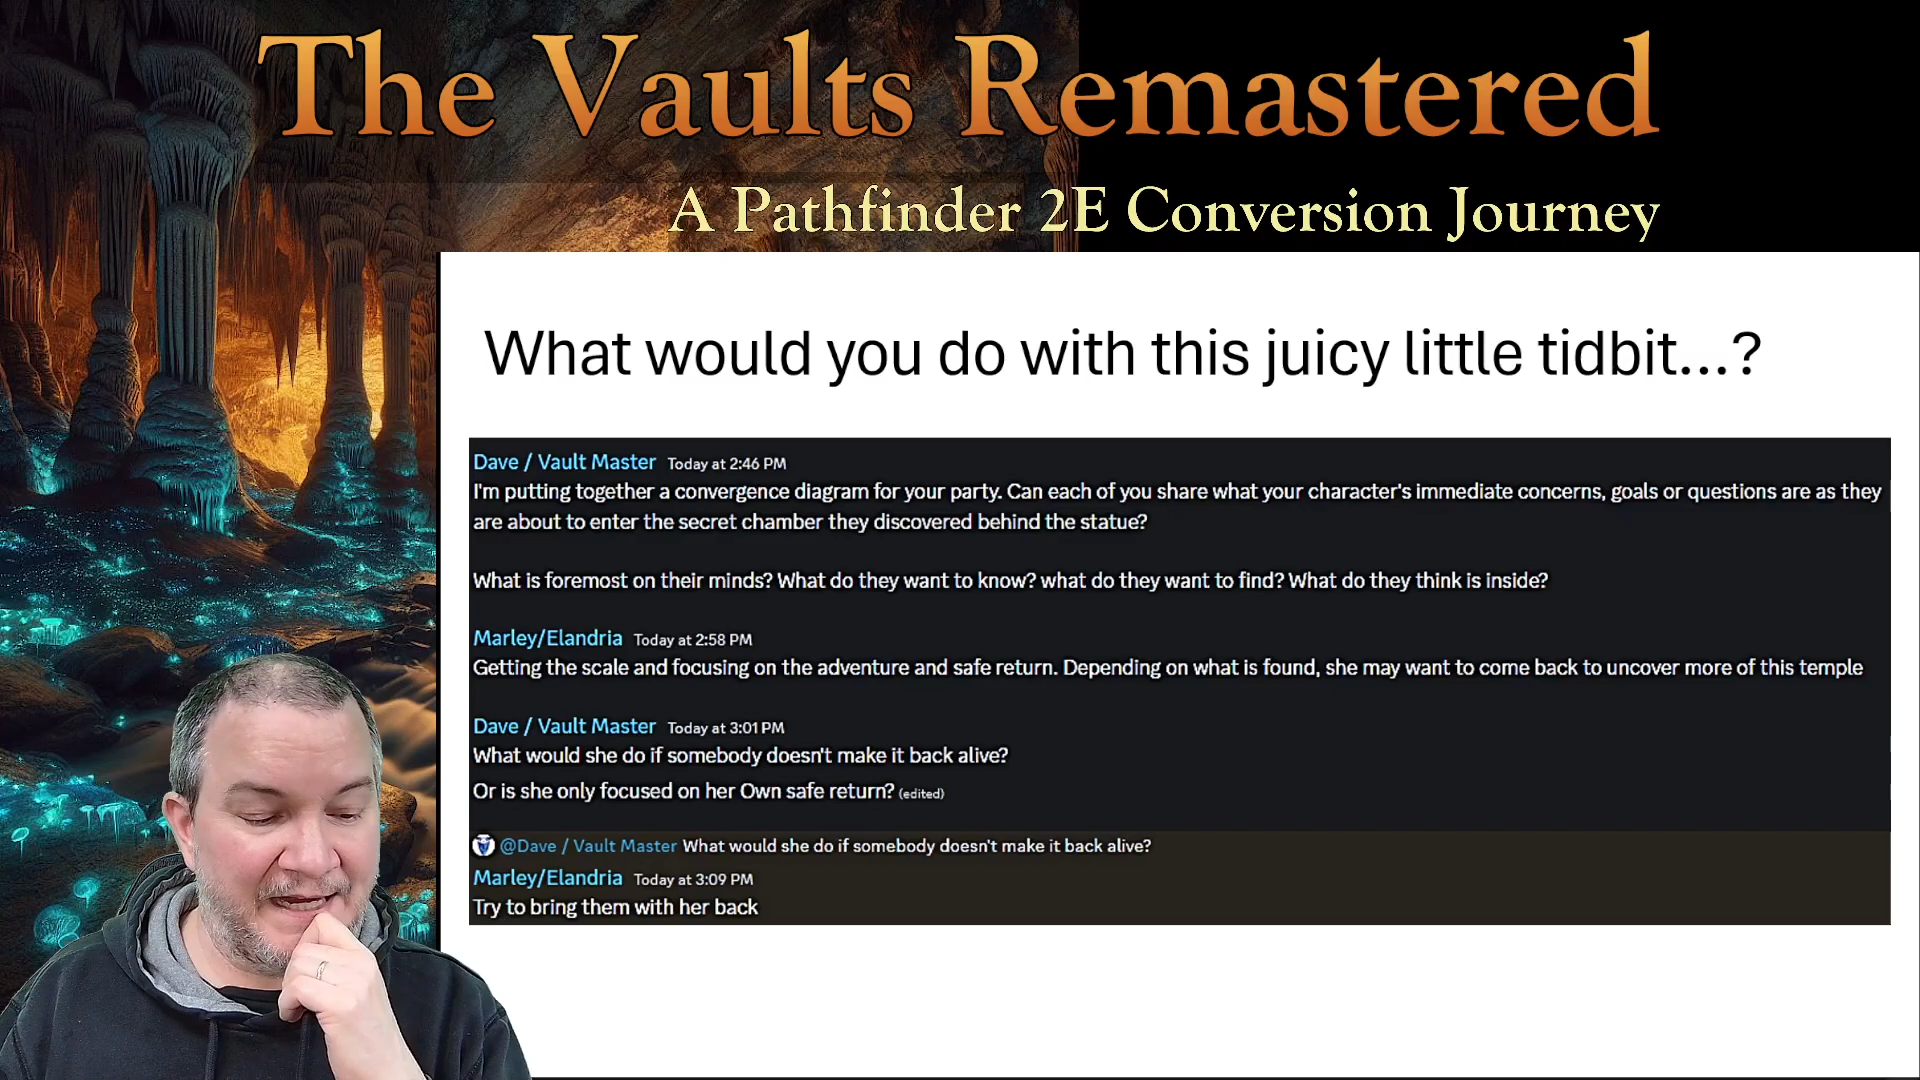 The Vaults Remastered
A Pathfinder 2E Conversion Journey
What would you do with this juicy little tidbit...?
Dave / Vault Master Today at 2:46 PM
I'm putting together a convergence diagram for your party. Can each of you share what your character's immediate concerns, goals or questions are as they
are about to enter the secret chamber they discovered behind the statue?
What is foremost on their minds? What do they want to know? what do they want to find? What do they think is inside?
Marley/Elandria Today at 2:58 PM
Getting the scale and focusing on the adventure and safe return. Depending on what is found, she may want to come back to uncover more of this temple
Dave / Vault Master Today at 3:01 PM
What would she do if somebody doesn't make it back alive?
Or is she only focused on her Own safe return? (edited)
@Dave / Vault Master What would she do if somebody doesn't make it back alive?
Marley/Elandria Today at 3:09 PM
Try to bring them with her back